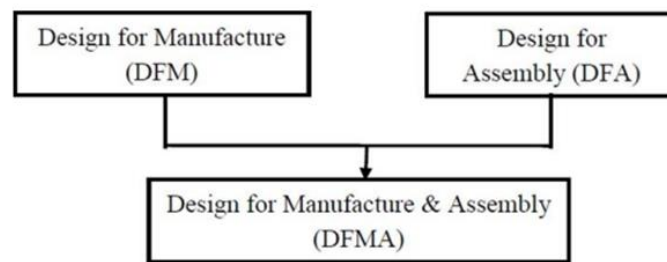 Design for Manufacture
(DFM)
Design for
Assembly (DFA)
Design for Manufacture & Assembly
(DFMA)